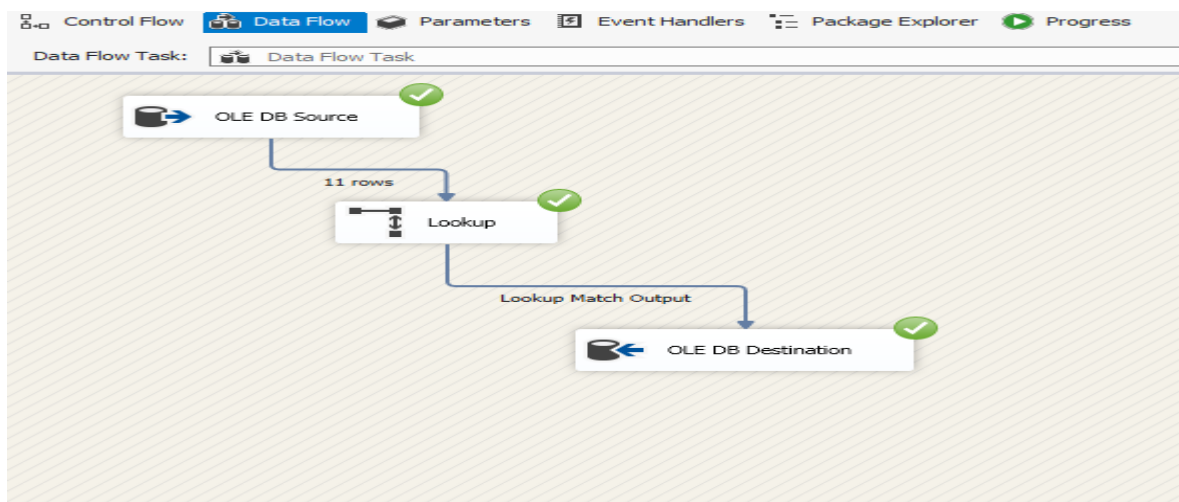 Control Flow Data Flow Parameters Event Handlers Package Explorer Progress
Data Flow Task: Data Flow Task
OLE DB Source
11 rows
Lookup
Lookup Match Output
OLE DB Destination